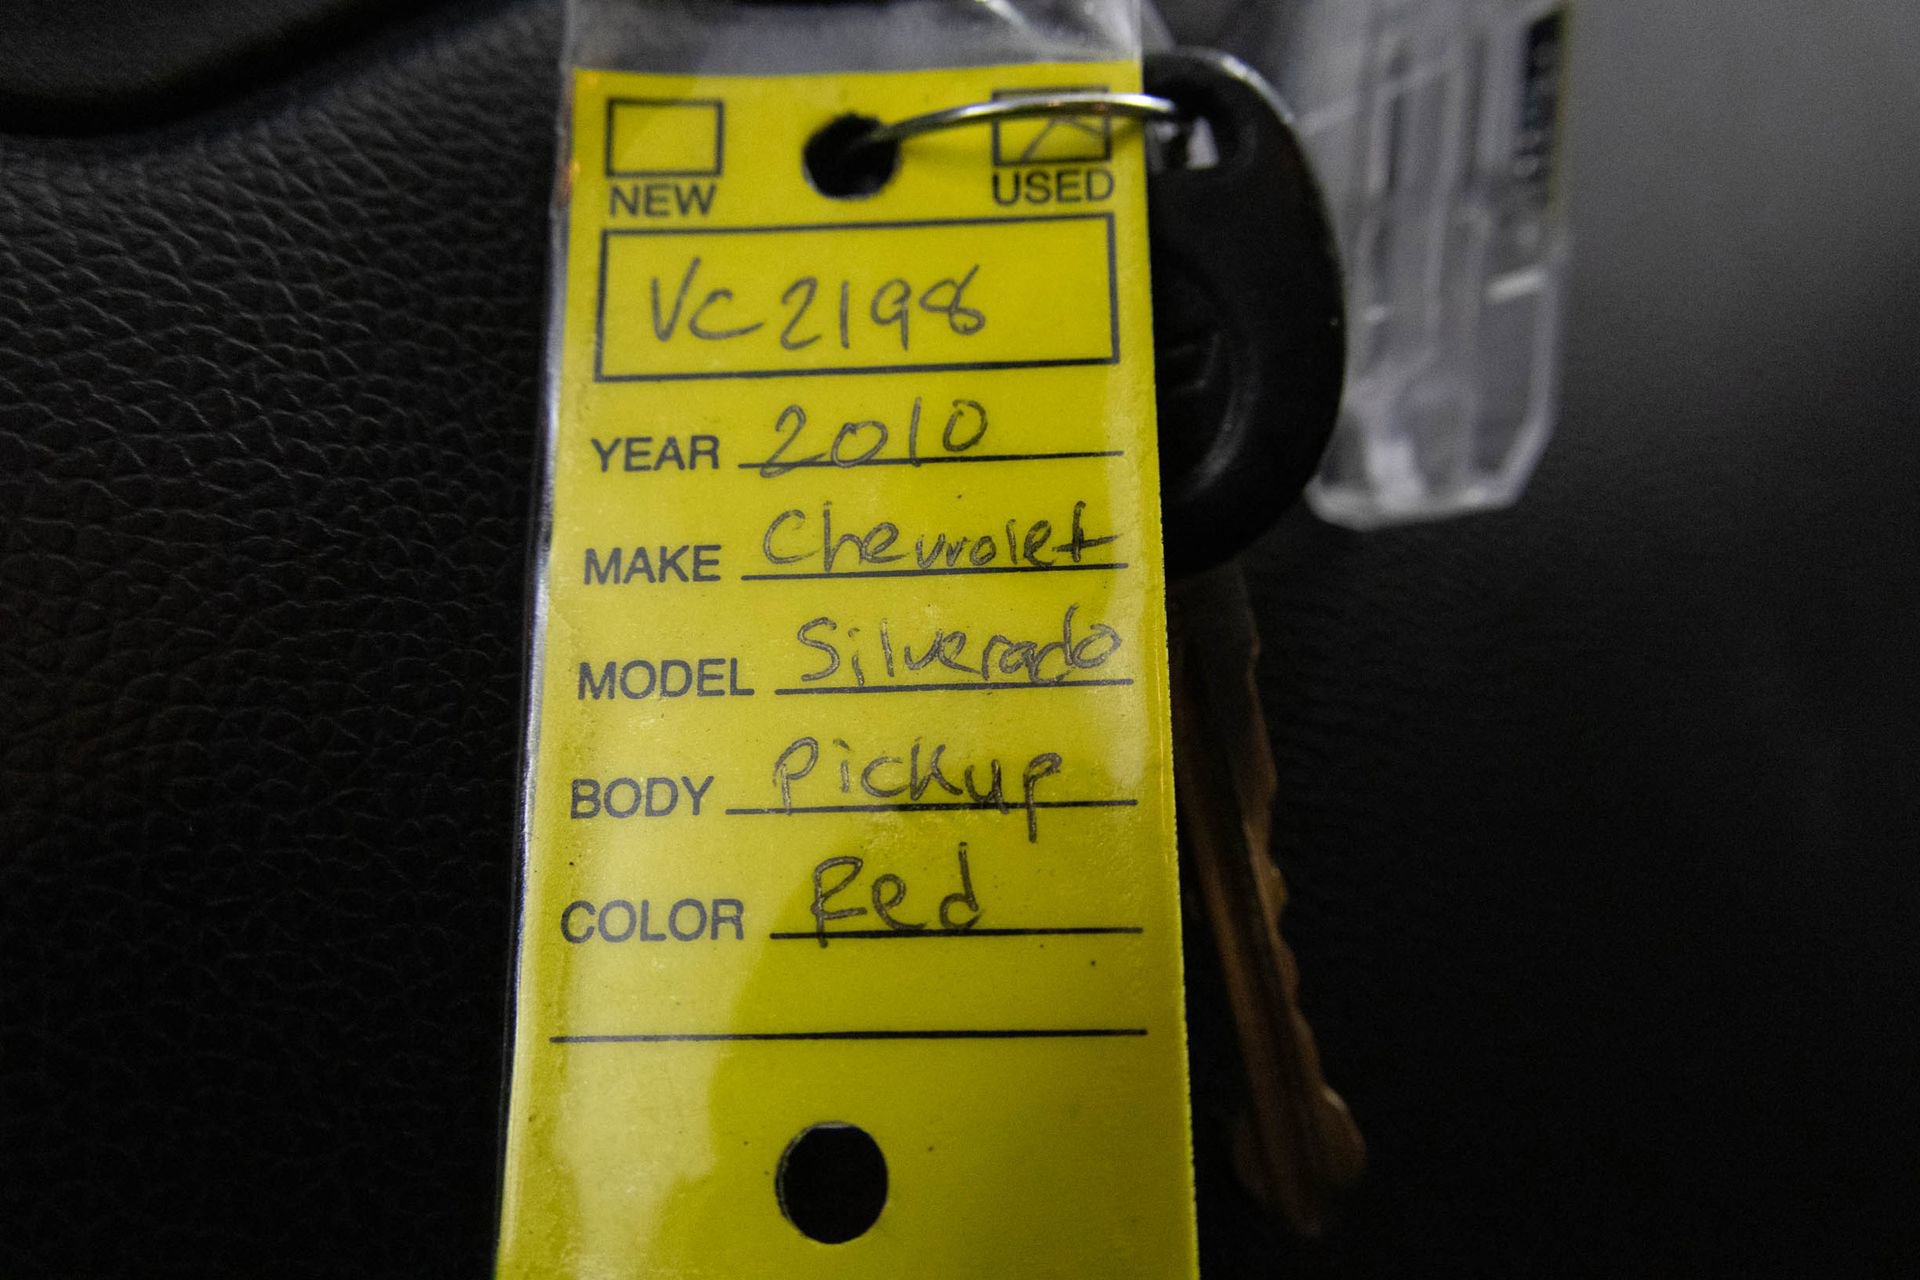 NEW USED
VC2198
YEAR 2010
MAKE Chevrolet
MODEL Silverado
BODY Pickup
COLOR Red